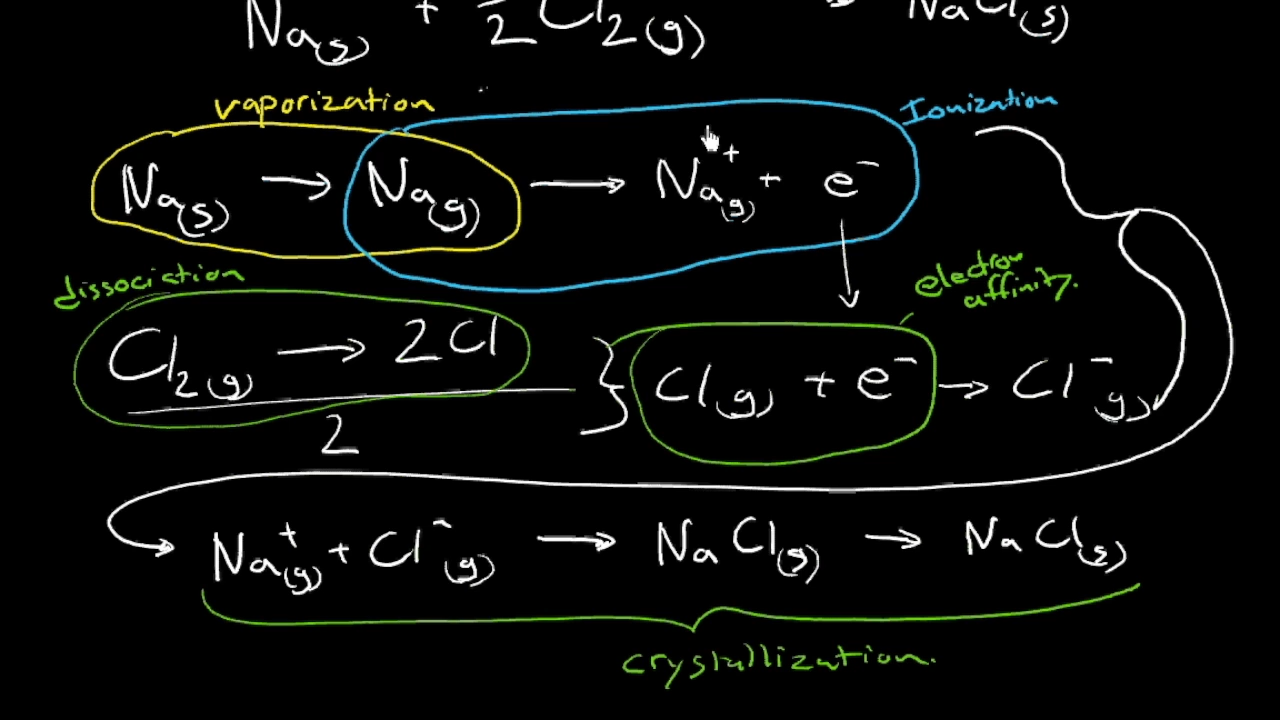 Na(s) + 1/2 Cl2(g) → NaCl(s)
vaporization Ionization
Na(s) → Na(g) → Na+(g) + e-
dissociation electron affinity.
Cl2(g) → 2Cl } Cl(g) + e- → Cl-(g)
2
Na+(g) + Cl-(g) → NaCl(g) → NaCl(s)
crystallization.